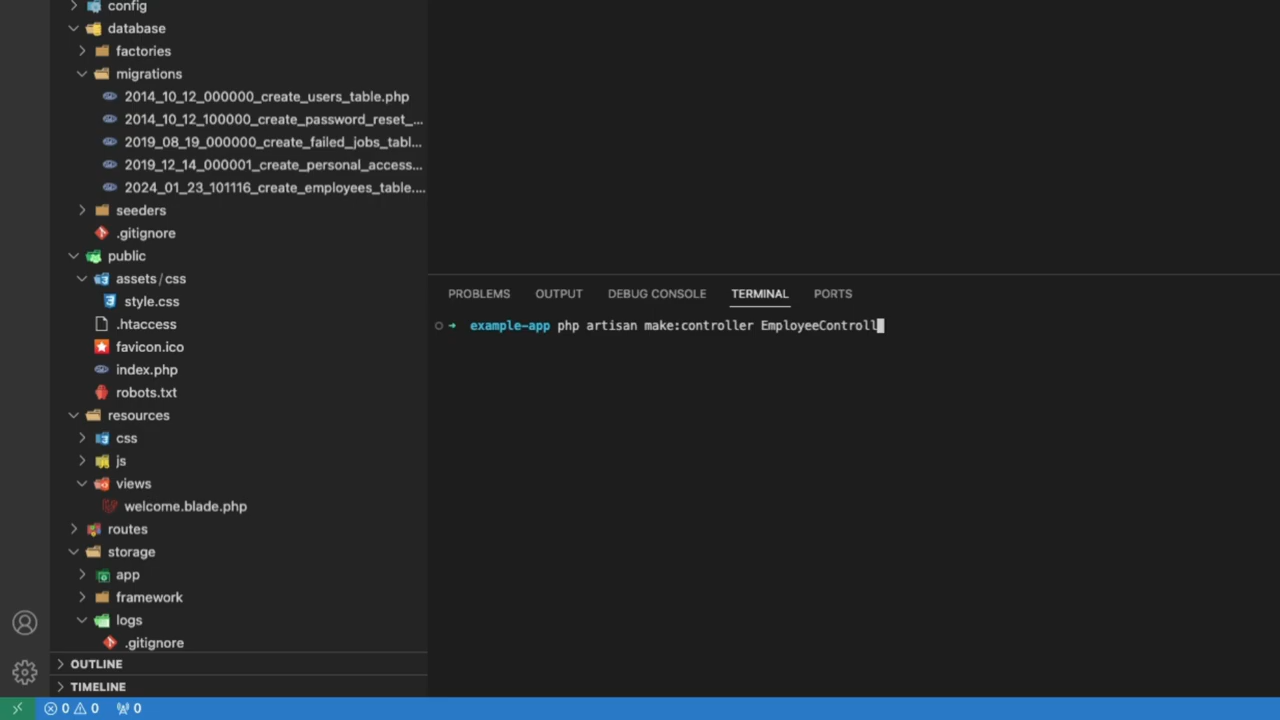 config
database
factories
migrations
2014_10_12_000000_create_users_table.php
2014_10_12_100000_create_password_reset_...
2019_08_19_000000_create_failed_jobs_tabl...
2019_12_14_000001_create_personal_access...
2024_01_23_101116_create_employees_table....
seeders
.gitignore
public
assets/css
style.css
.htaccess
favicon.ico
index.php
robots.txt
resources
css
js
views
welcome.blade.php
routes
storage
app
framework
logs
.gitignore
OUTLINE
TIMELINE
PROBLEMS OUTPUT DEBUG CONSOLE TERMINAL PORTS
example-app php artisan make:controller EmployeeControll
0 0 0